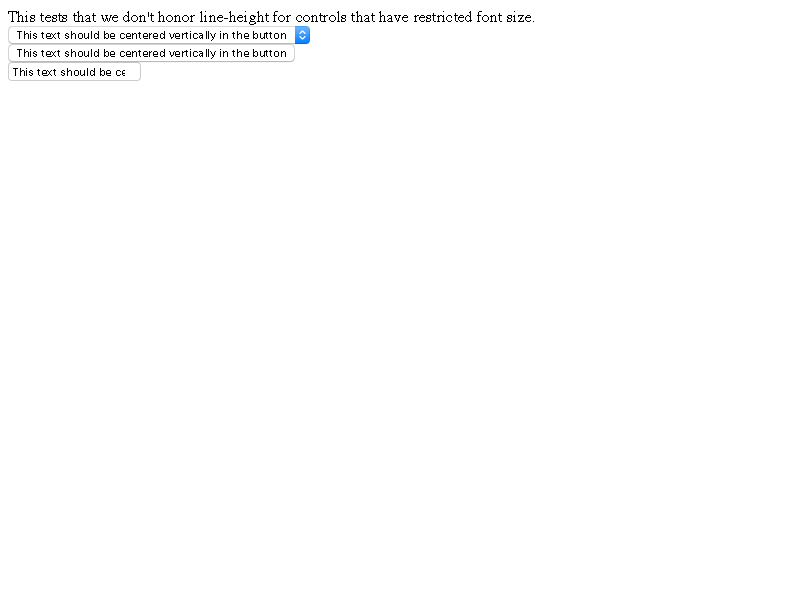 This tests that we don't honor line-height for controls that have restricted font size.
This text should be centered vertically in the button
This text should be centered vertically in the button
This text should be ce